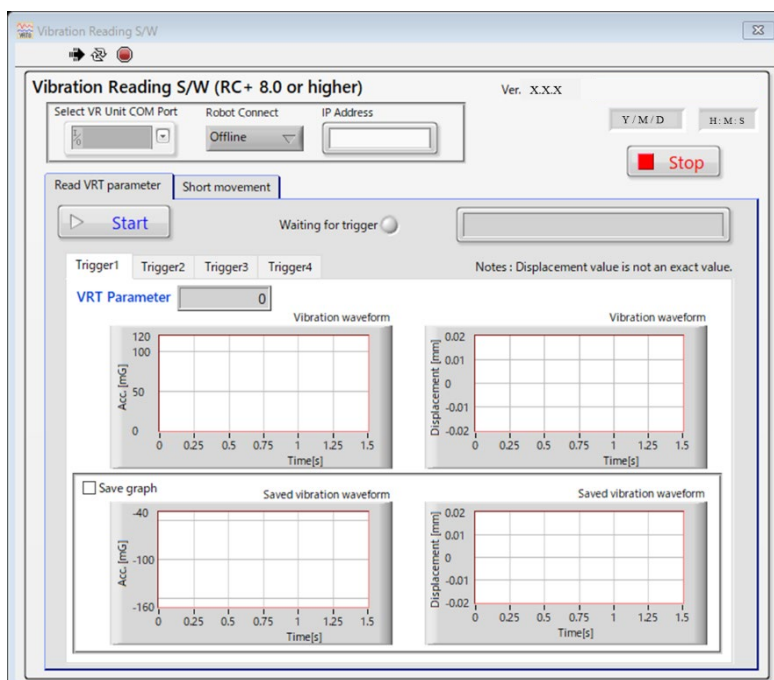 Vibration Reading S/W
Vibration Reading S/W (RC+ 8.0 or higher)
Ver. X.X.X
Select VR Unit COM Port
Robot Connect
IP Address
Offline
Y/M/D
H:M:S
Stop
Read VRT parameter
Short movement
Start
Waiting for trigger
Trigger1
Trigger2
Trigger3
Trigger4
Notes : Displacement value is not an exact value.
VRT Parameter
0
Vibration waveform
Acc. [mG]
120
100
50
0
0 0.25 0.5 0.75 1 1.25 1.5
Time[s]
Vibration waveform
Displacement [mm]
0.02
0.01
0
-0.01
-0.02
0 0.25 0.5 0.75 1 1.25 1.5
Time[s]
Save graph
Saved vibration waveform
Acc. [mG]
-40
-100
-160
0 0.25 0.5 0.75 1 1.25 1.5
Time[s]
Saved vibration waveform
Displacement [mm]
0.02
0.01
0
-0.01
-0.02
0 0.25 0.5 0.75 1 1.25 1.5
Time[s]